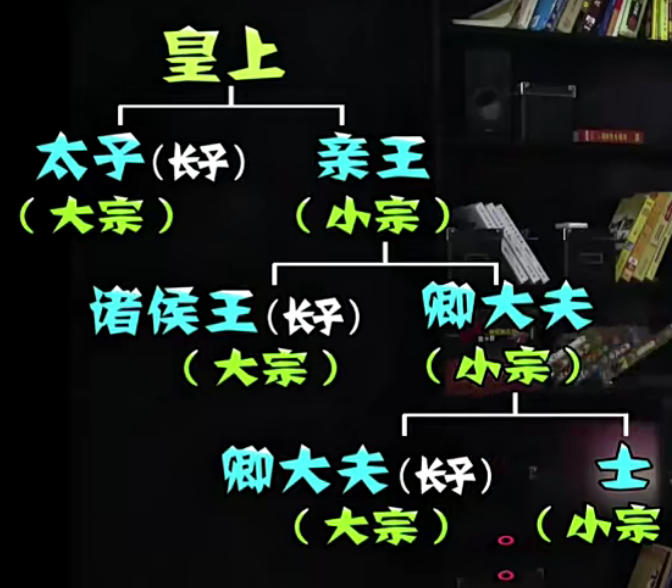 皇上
太子（长子） 亲王
（大宗） （小宗）
诸侯王（长子） 卿大夫
（大宗） （小宗）
卿大夫（长子） 士
（大宗） （小宗